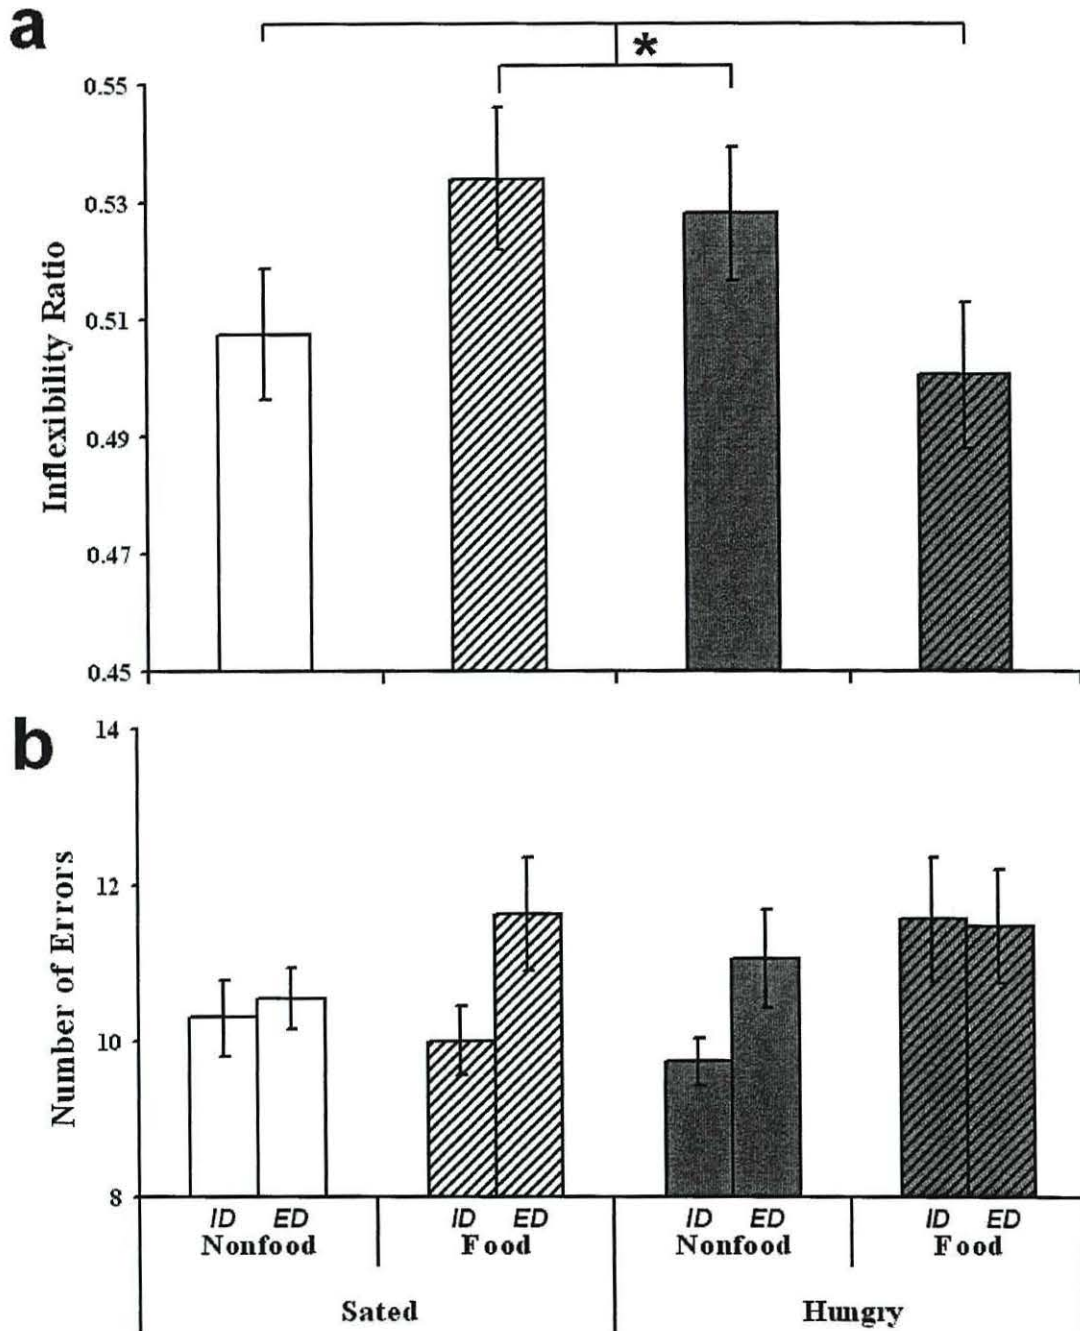 a
*
0.55
0.53
0.51
0.49
0.47
0.45
Inflexibility Ratio
b
14
12
10
8
Number of Errors
ID ED ID ED ID ED ID ED
Nonfood Food Nonfood Food
Sated Hungry